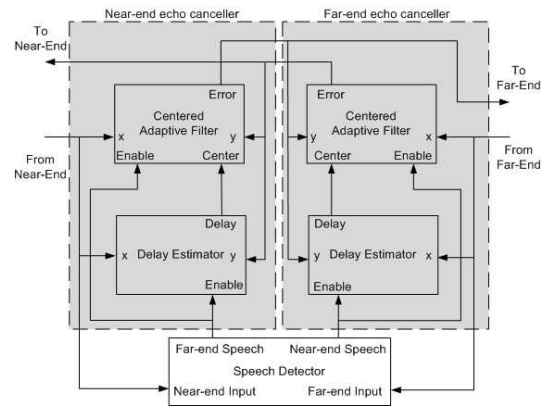 Near-end echo canceller
Far-end echo canceller
To
Near-End
To
Far-End
Error
Centered
Adaptive Filter
x
y
Enable
Center
Error
Centered
Adaptive Filter
y
x
Center
Enable
From
Near-End
From
Far-End
Delay
x
Delay Estimator
y
Enable
Delay
y
Delay Estimator
x
Enable
Far-end Speech
Near-end Speech
Speech Detector
Near-end Input
Far-end Input